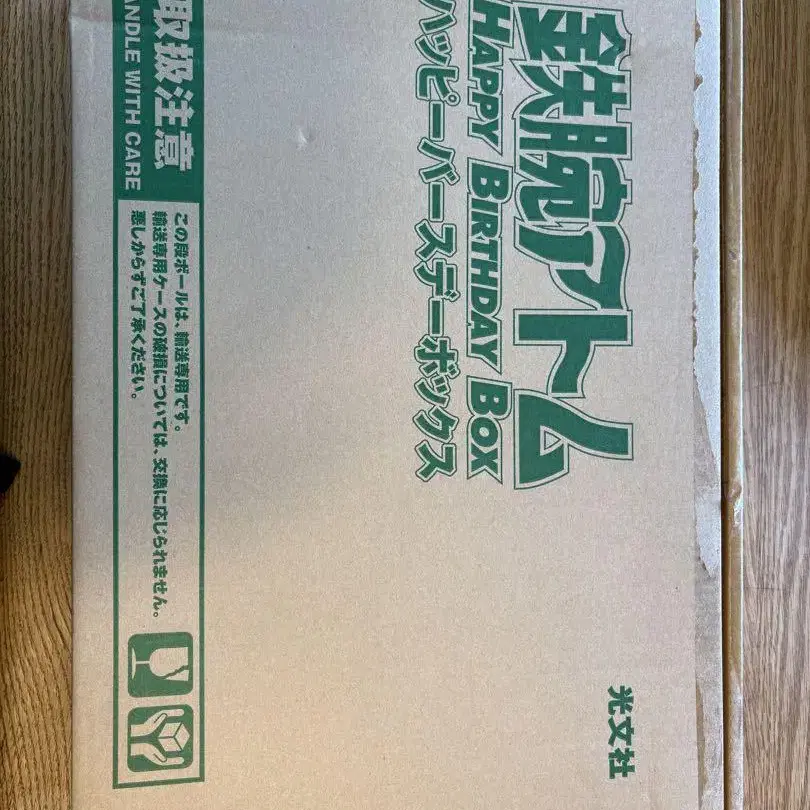 鉄腕アトム
HAPPY BIRTHDAY BOX
ハッピーバースデーボックス
光文社
取扱注意
HANDLE WITH CARE
この段ボールは、輸送専用です。
輸送専用ケースの破損については、交換に応じられません。
悪しからずご了承ください。